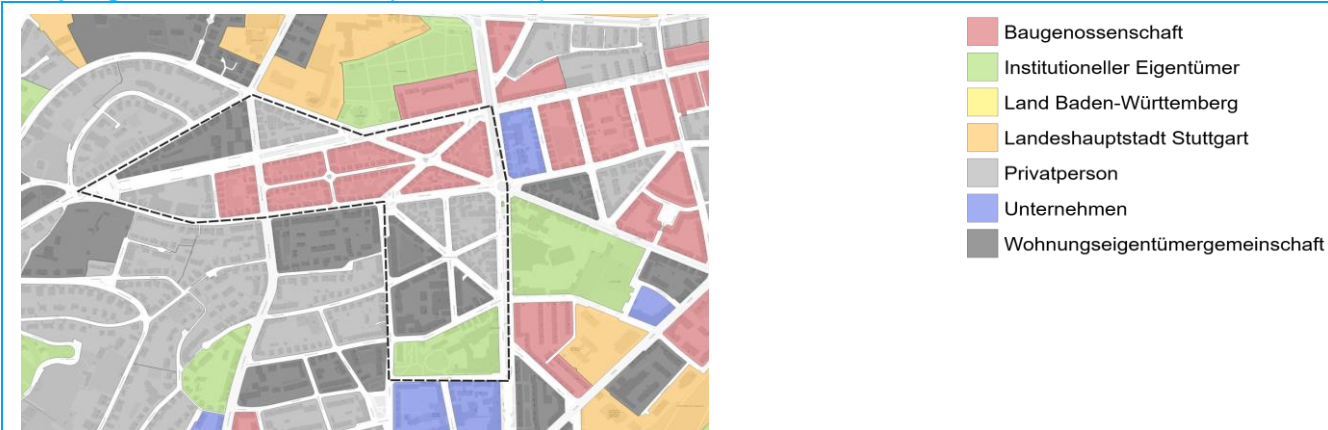 Baugenossenschaft
Institutioneller Eigentümer
Land Baden-Württemberg
Landeshauptstadt Stuttgart
Privatperson
Unternehmen
Wohnungseigentümergemeinschaft